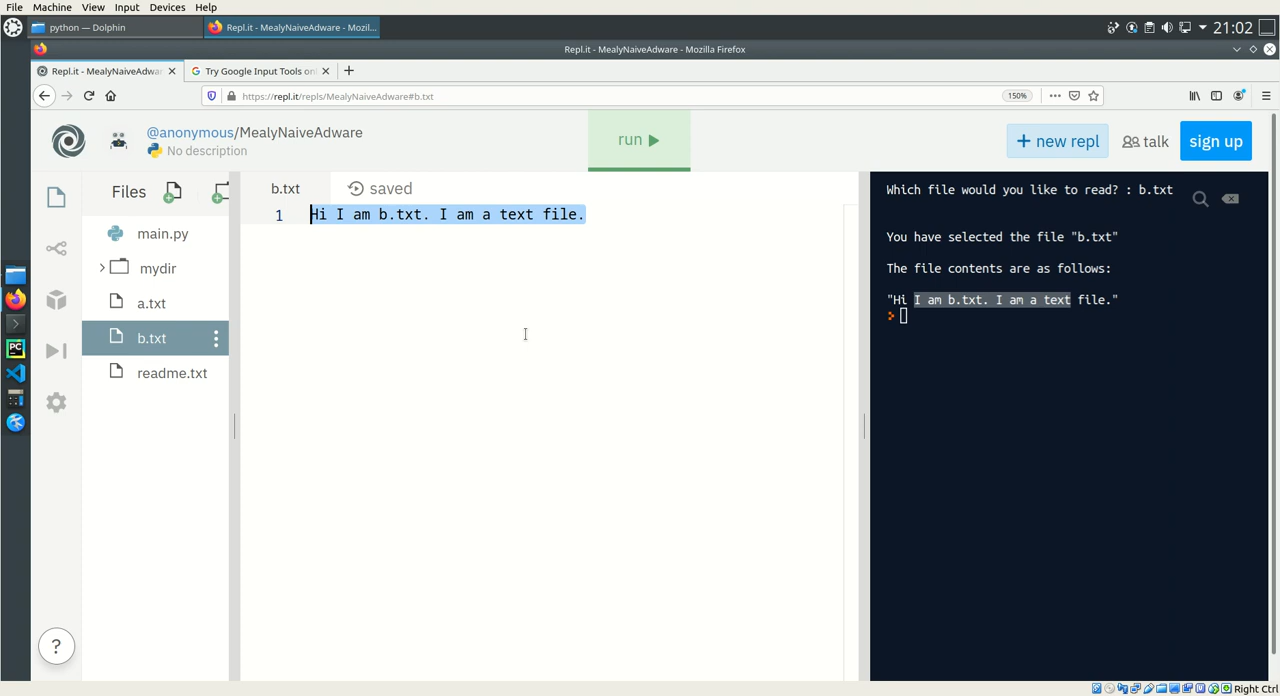 File Machine View Input Devices Help
python — Dolphin
Repl.it - MealyNaiveAdware - Mozil...
21:02
Repl.it - MealyNaiveAdware - Mozilla Firefox
Repl.it - MealyNaiveAdwar
Try Google Input Tools onl
https://repl.it/repls/MealyNaiveAdware#b.txt
150%
@anonymous/MealyNaiveAdware
No description
run
+ new repl
talk
sign up
Files
b.txt
saved
main.py
mydir
a.txt
b.txt
readme.txt
1 Hi I am b.txt. I am a text file.
Which file would you like to read? : b.txt
You have selected the file "b.txt"
The file contents are as follows:
"Hi I am b.txt. I am a text file."
PC
?
Right Ctrl